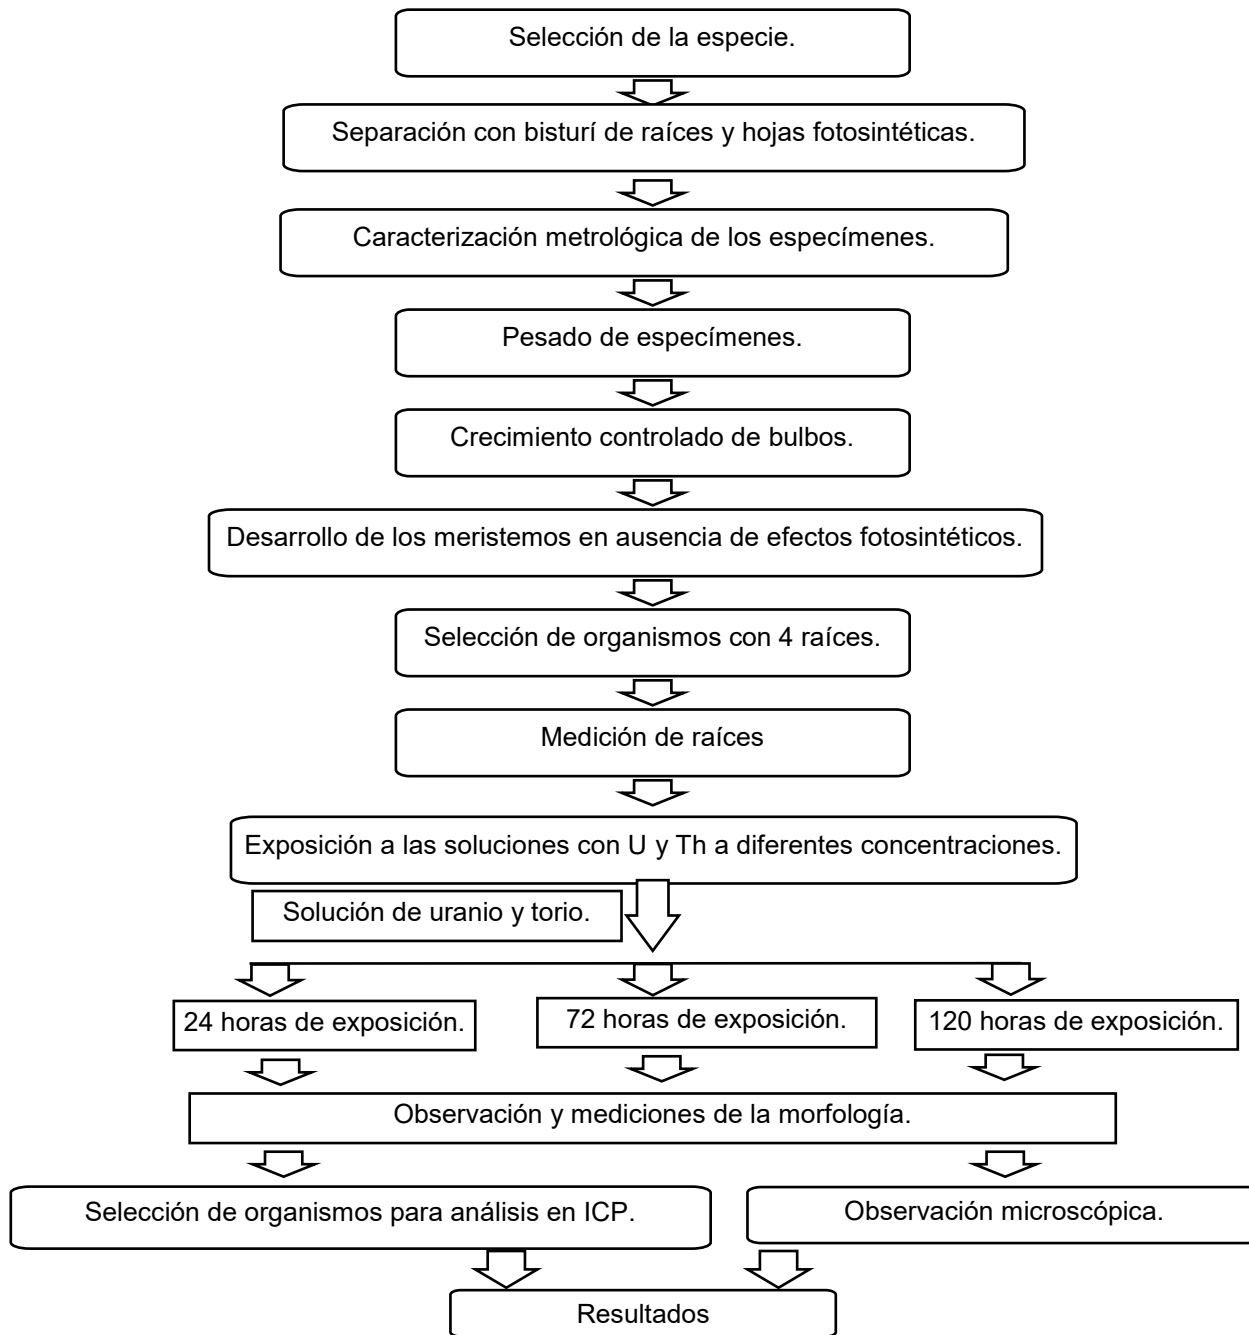 Selección de la especie.
Separación con bisturí de raíces y hojas fotosintéticas.
Caracterización metrológica de los especímenes.
Pesado de especímenes.
Crecimiento controlado de bulbos.
Desarrollo de los meristemos en ausencia de efectos fotosintéticos.
Selección de organismos con 4 raíces.
Medición de raíces
Exposición a las soluciones con U y Th a diferentes concentraciones.
Solución de uranio y torio.
24 horas de exposición.
72 horas de exposición.
120 horas de exposición.
Observación y mediciones de la morfología.
Selección de organismos para análisis en ICP.
Observación microscópica.
Resultados